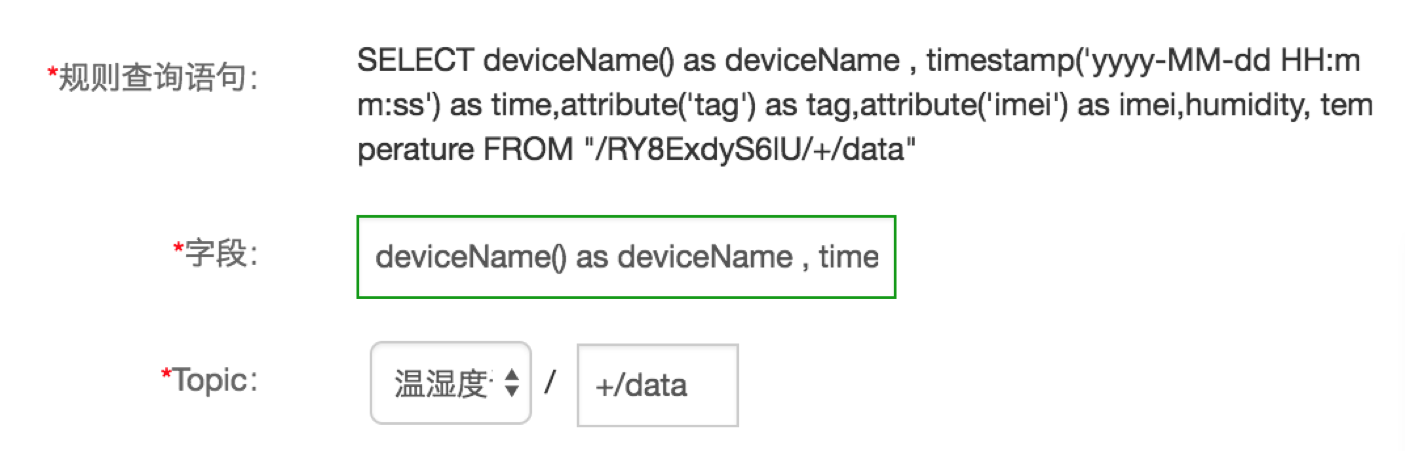 *规则查询语句:
SELECT deviceName() as deviceName , timestamp('yyyy-MM-dd HH:m
m:ss') as time,attribute('tag') as tag,attribute('imei') as imei,humidity, tem
perature FROM "/RY8ExdyS6lU/+/data"
*字段:
deviceName() as deviceName , time
*Topic: 温湿度 / +/data